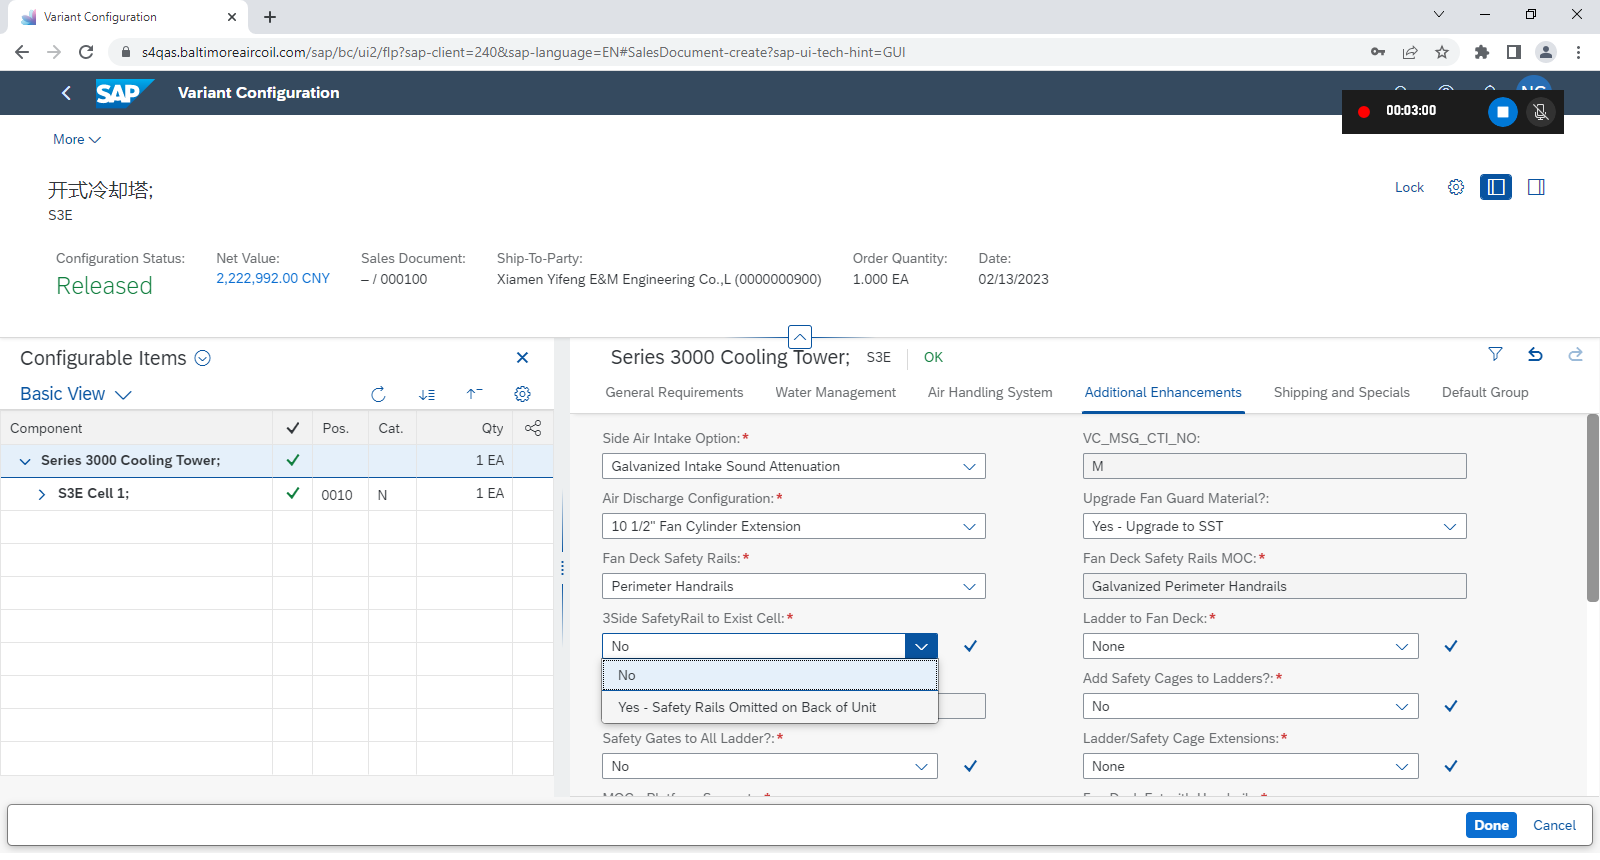 Variant Configuration
s4qas.baltimoreaircoil.com/sap/bc/ui2/flp?sap-client=240&sap-language=EN#SalesDocument-create?sap-ui-tech-hint=GUI
SAP Variant Configuration
00:03:00
More
开式冷却塔;
S3E
Lock
Configuration Status: Net Value: Sales Document: Ship-To-Party: Order Quantity: Date:
Released 2,222,992.00 CNY – / 000100 Xiamen Yifeng E&M Engineering Co.,L (0000000900) 1.000 EA 02/13/2023
Configurable Items
Basic View
Component Pos. Cat. Qty
Series 3000 Cooling Tower; 1 EA
S3E Cell 1; 0010 N 1 EA
Series 3000 Cooling Tower; S3E OK
General Requirements Water Management Air Handling System Additional Enhancements Shipping and Specials Default Group
Side Air Intake Option:* VC_MSG_CTI_NO:
Galvanized Intake Sound Attenuation M
Air Discharge Configuration:* Upgrade Fan Guard Material?:
10 1/2" Fan Cylinder Extension Yes - Upgrade to SST
Fan Deck Safety Rails:* Fan Deck Safety Rails MOC:*
Perimeter Handrails Galvanized Perimeter Handrails
3Side SafetyRail to Exist Cell:* Ladder to Fan Deck:*
No None
No
Add Safety Cages to Ladders?:*
Yes - Safety Rails Omitted on Back of Unit No
Safety Gates to All Ladder?:* Ladder/Safety Cage Extensions:*
No None
Done Cancel